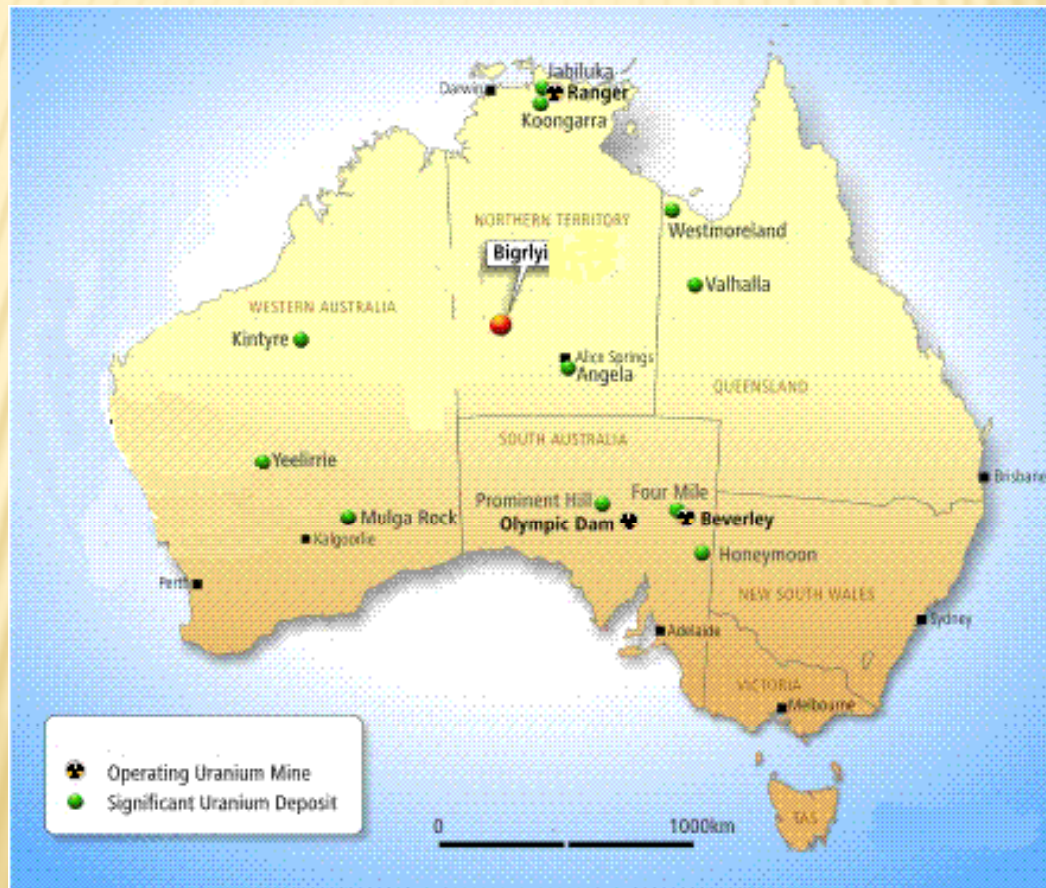 Jabiluka
Darwin
Ranger
Koongarra
NORTHERN TERRITORY
Westmoreland
Bigrlyi
Valhalla
WESTERN AUSTRALIA
Kintyre
Alice Springs
Angela
QUEENSLAND
SOUTH AUSTRALIA
Yeelirrie
Brisbane
Prominent Hill
Four Mile
Mulga Rock
Olympic Dam
Beverley
Kalgoorlie
Honeymoon
Perth
NEW SOUTH WALES
Sydney
Adelaide
VICTORIA
Melbourne
Operating Uranium Mine
Significant Uranium Deposit
0 1000km
TAS